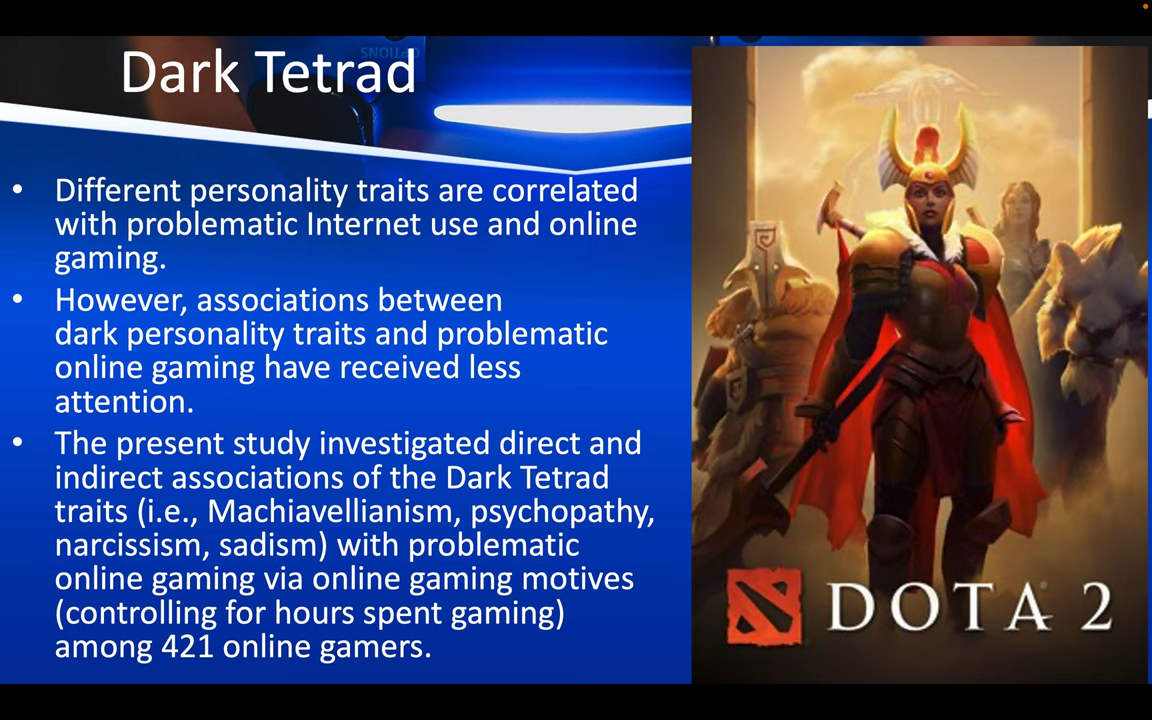 Dark Tetrad
• Different personality traits are correlated
with problematic Internet use and online
gaming.
• However, associations between
dark personality traits and problematic
online gaming have received less
attention.
• The present study investigated direct and
indirect associations of the Dark Tetrad
traits (i.e., Machiavellianism, psychopathy,
narcissism, sadism) with problematic
online gaming via online gaming motives
(controlling for hours spent gaming)
among 421 online gamers.
DOTA 2